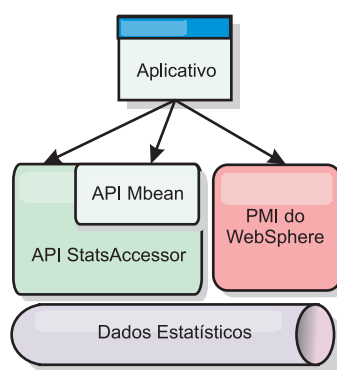 Aplicativo
API Mbean
API StatsAccessor
PMI do
WebSphere
Dados Estatísticos